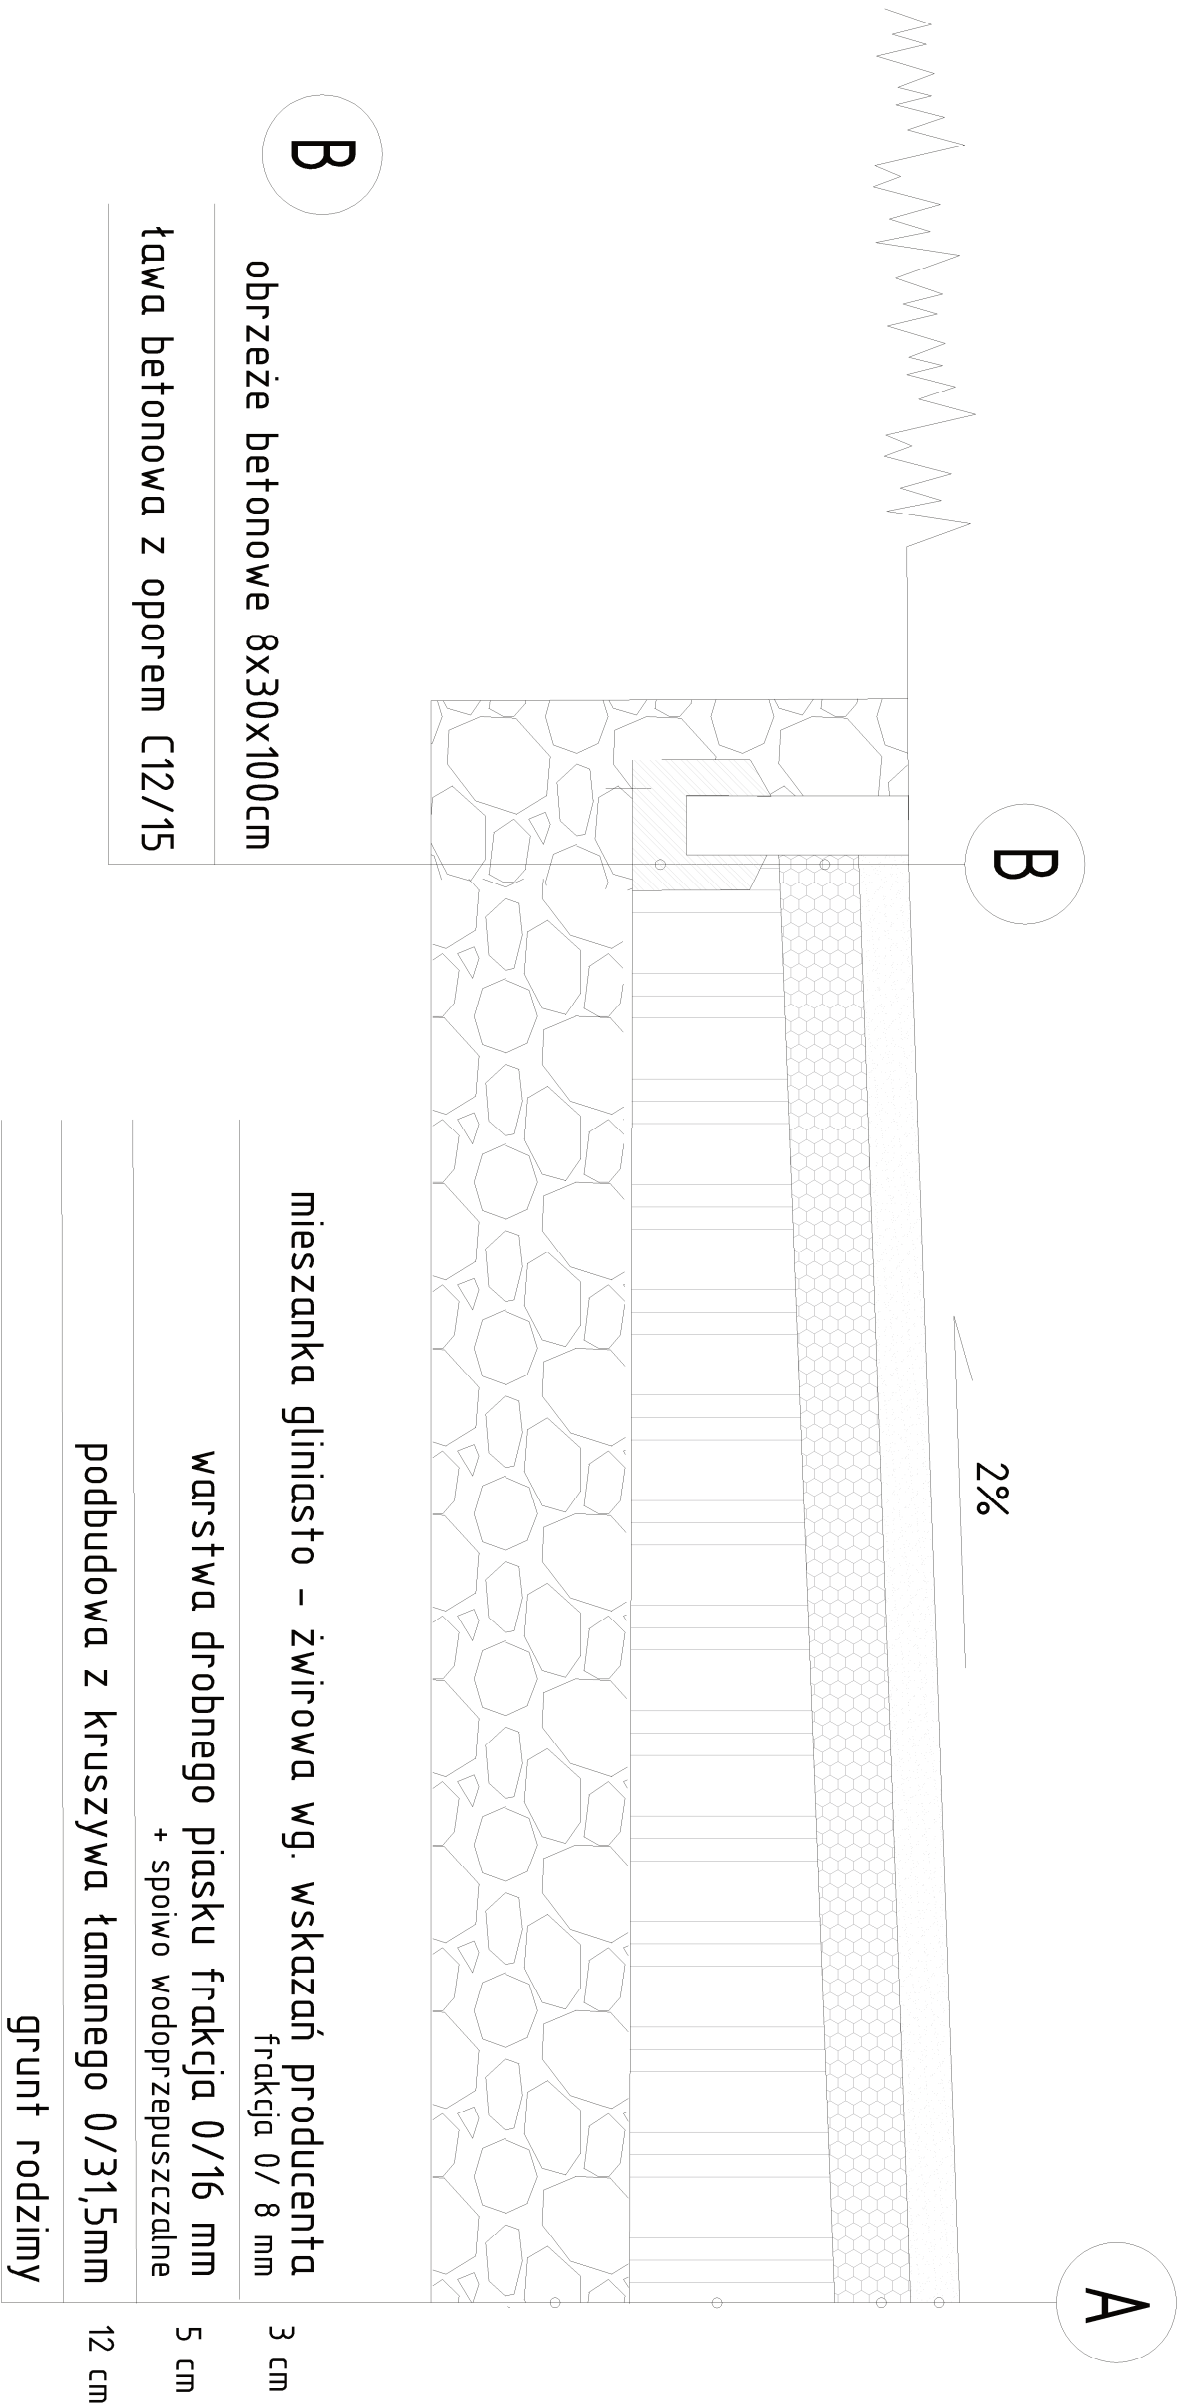 B
obrzeże betonowe 8x30x100cm
ława betonowa z oporem C12/15
B
2%
A
mieszanka gliniasto - żwirowa wg. wskazań producenta
frakcja 0/ 8 mm
3 cm
warstwa drobnego piasku frakcja 0/16 mm
+ spoiwo wodoprzepuszczalne
5 cm
podbudowa z kruszywa łamanego 0/31,5mm
12 cm
grunt rodzimy